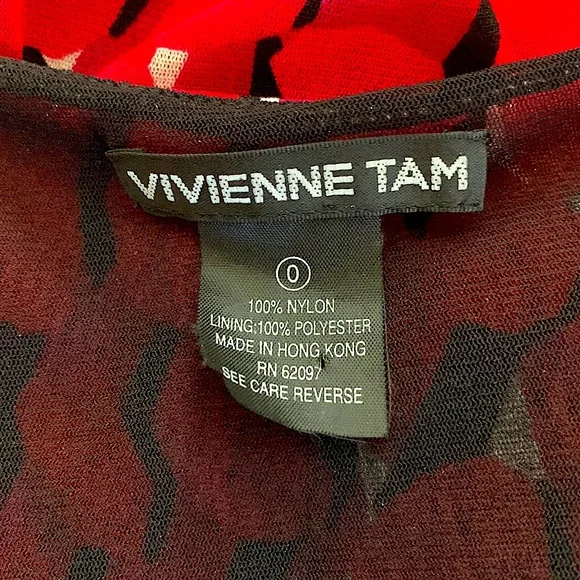 VIVIENNE TAM
0
100% NYLON
LINING;100% POLYESTER
MADE IN HONG KONG
RN 62097
SEE CARE REVERSE